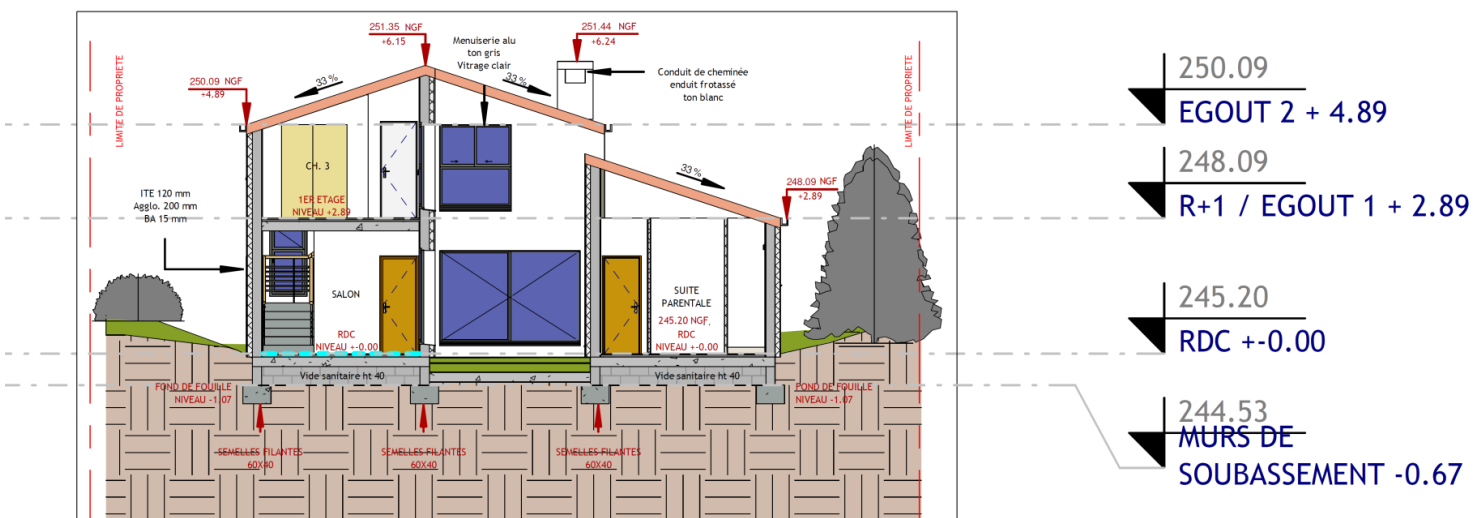 251.35 NGF
+6.15
251.44 NGF
+6.24
Menuiserie alu
ton gris
Vitrage clair
33 %
33 %
Conduit de cheminée
enduit frotassé
ton blanc
250.09 NGF
+4.89
LIMITE DE PROPRIETE
LIMITE DE PROPRIETE
CH. 3
33 %
248.09 NGF
+2.89
ITE 120 mm
Agglo. 200 mm
BA 15 mm
1ER ETAGE
NIVEAU +2.89
SALON
SUITE
PARENTALE
245.20 NGF.
RDC
NIVEAU +-0.00
RDC
NIVEAU +-0.00
Vide sanitaire ht 40
Vide sanitaire ht 40
FOND DE FOUILLE
NIVEAU -1.07
FOND DE FOUILLE
NIVEAU -1.07
SEMELLES FILANTES
60X40
SEMELLES FILANTES
60X40
SEMELLES FILANTES
60X40
250.09
EGOUT 2 + 4.89
248.09
R+1 / EGOUT 1 + 2.89
245.20
RDC +-0.00
244.53
MURS DE
SOUBASSEMENT -0.67